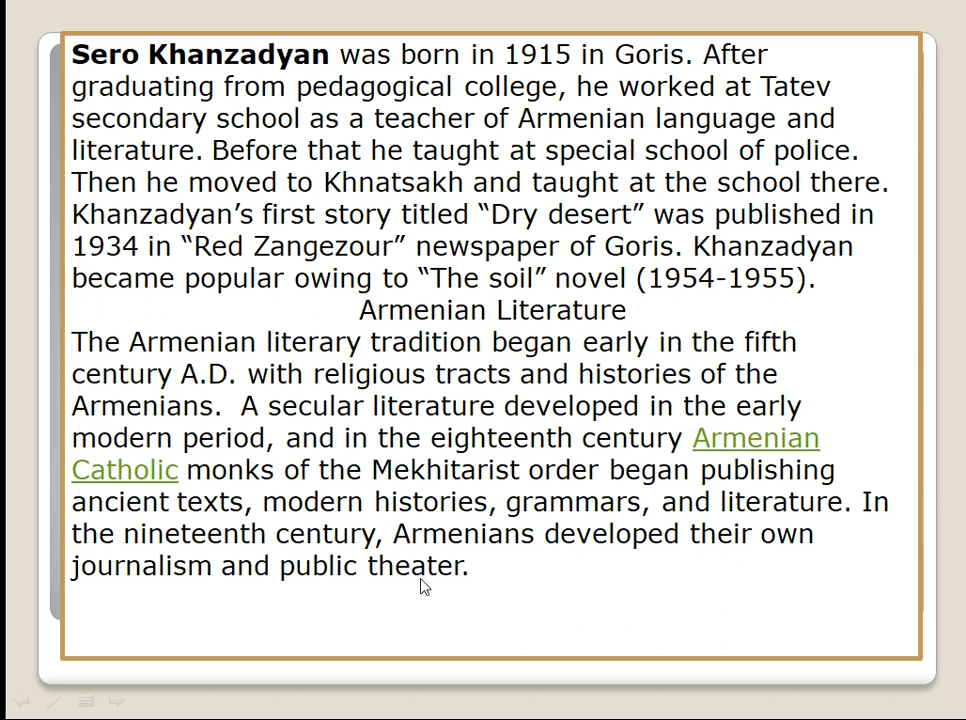 Sero Khanzadyan was born in 1915 in Goris. After
graduating from pedagogical college, he worked at Tatev
secondary school as a teacher of Armenian language and
literature. Before that he taught at special school of police.
Then he moved to Khnatsakh and taught at the school there.
Khanzadyan’s first story titled “Dry desert” was published in
1934 in “Red Zangezour” newspaper of Goris. Khanzadyan
became popular owing to “The soil” novel (1954-1955).
Armenian Literature
The Armenian literary tradition began early in the fifth
century A.D. with religious tracts and histories of the
Armenians.  A secular literature developed in the early
modern period, and in the eighteenth century Armenian
Catholic monks of the Mekhitarist order began publishing
ancient texts, modern histories, grammars, and literature. In
the nineteenth century, Armenians developed their own
journalism and public theater.